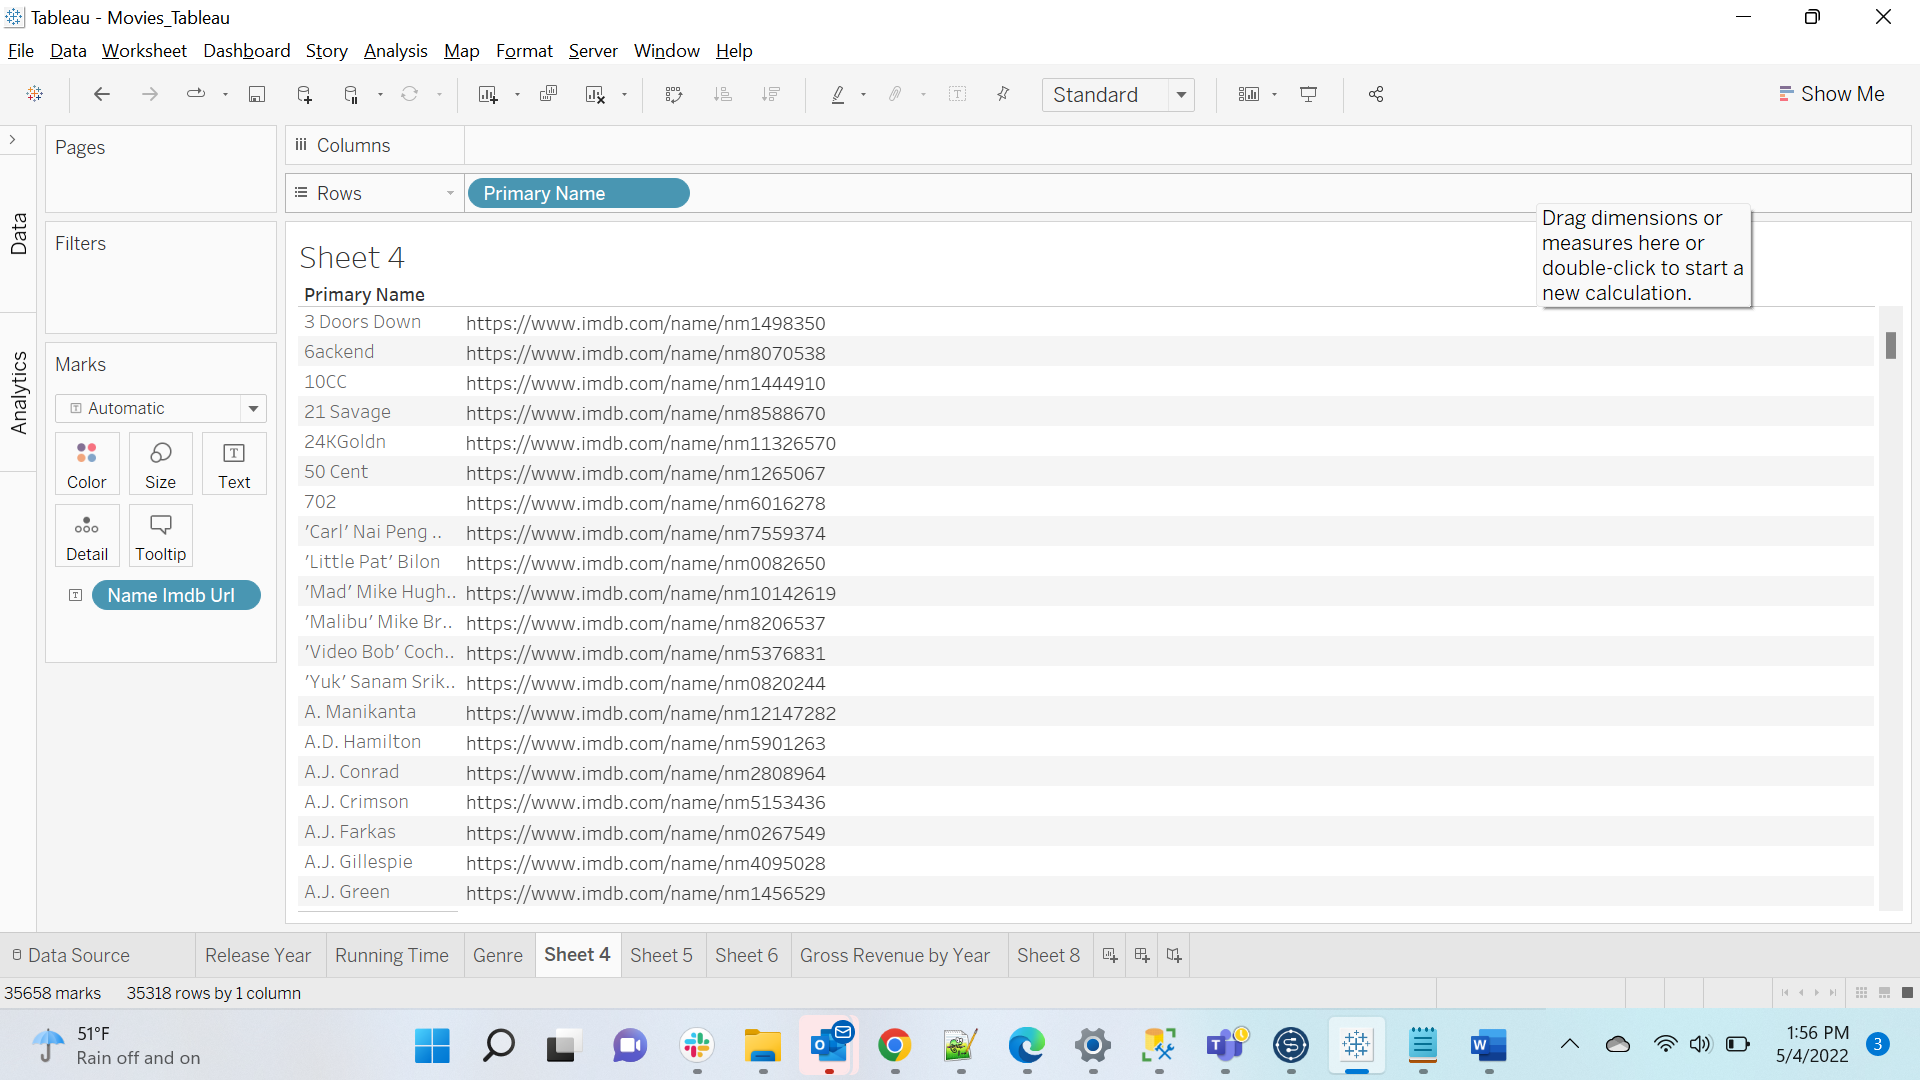 Tableau - Movies_Tableau
File Data Worksheet Dashboard Story Analysis Map Format Server Window Help
Standard
Show Me
Pages
Columns
Rows
Primary Name
Data
Analytics
Filters
Marks
Automatic
Color Size Text
Detail Tooltip
Name Imdb Url
Drag dimensions or
measures here or
double-click to start a
new calculation.
Sheet 4
Primary Name
3 Doors Down https://www.imdb.com/name/nm1498350
6ackend https://www.imdb.com/name/nm8070538
10CC https://www.imdb.com/name/nm1444910
21 Savage https://www.imdb.com/name/nm8588670
24KGoldn https://www.imdb.com/name/nm11326570
50 Cent https://www.imdb.com/name/nm1265067
702 https://www.imdb.com/name/nm6016278
'Carl' Nai Peng .. https://www.imdb.com/name/nm7559374
'Little Pat' Bilon https://www.imdb.com/name/nm0082650
'Mad' Mike Hugh.. https://www.imdb.com/name/nm10142619
'Malibu' Mike Br.. https://www.imdb.com/name/nm8206537
'Video Bob' Coch.. https://www.imdb.com/name/nm5376831
'Yuk' Sanam Srik.. https://www.imdb.com/name/nm0820244
A. Manikanta https://www.imdb.com/name/nm12147282
A.D. Hamilton https://www.imdb.com/name/nm5901263
A.J. Conrad https://www.imdb.com/name/nm2808964
A.J. Crimson https://www.imdb.com/name/nm5153436
A.J. Farkas https://www.imdb.com/name/nm0267549
A.J. Gillespie https://www.imdb.com/name/nm4095028
A.J. Green https://www.imdb.com/name/nm1456529
Data Source Release Year Running Time Genre Sheet 4 Sheet 5 Sheet 6 Gross Revenue by Year Sheet 8
35658 marks 35318 rows by 1 column
51°F
Rain off and on
1:56 PM
5/4/2022
3